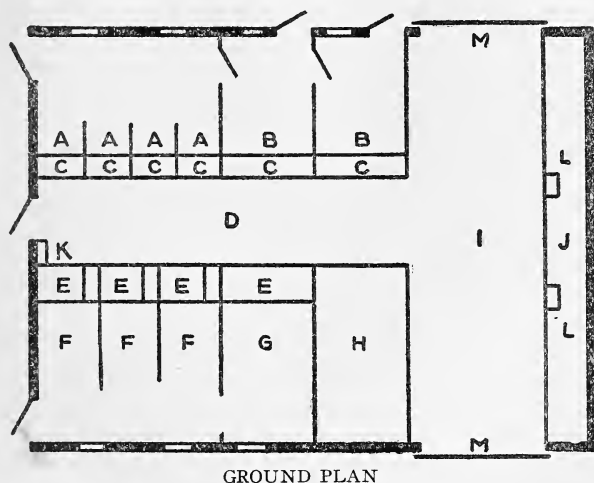 M
A A A A B B
C C C C C C L
D I J
K
E E E E
F F F G H L
M
GROUND PLAN